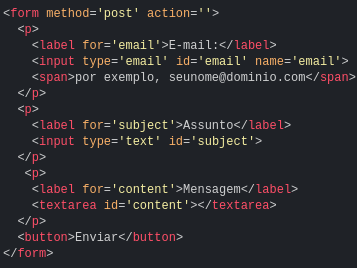 <form method='post' action=''>
  <p>
    <label for='email'>E-mail:</label>
    <input type='email' id='email' name='email'>
    <span>por exemplo, seunome@dominio.com</span>
  </p>
  <p>
    <label for='subject'>Assunto</label>
    <input type='text' id='subject'>
  </p>
   <p>
    <label for='content'>Mensagem</label>
    <textarea id='content'></textarea>
  </p>
  <button>Enviar</button>
</form>